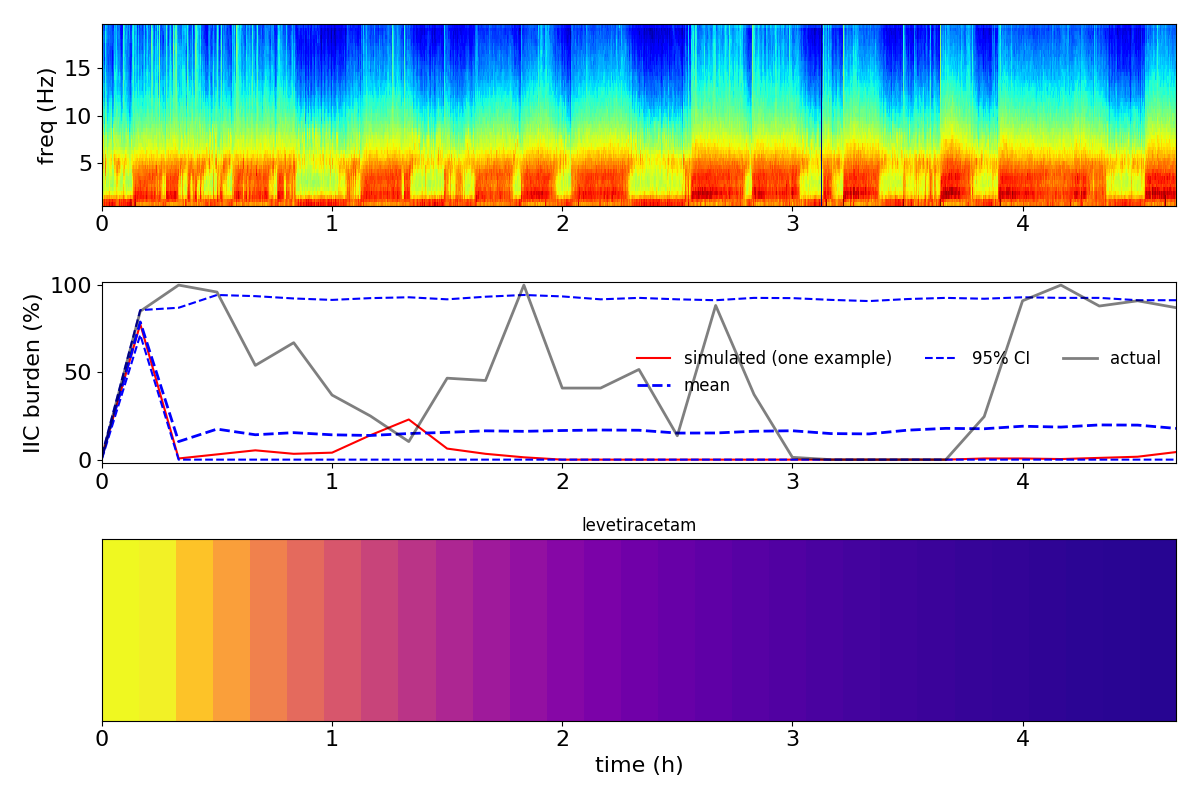 freq (Hz)
15
10
5
0 1 2 3 4
IIC burden (%)
100
50
0
simulated (one example) 95% CI actual
mean
0 1 2 3 4
levetiracetam
0 1 2 3 4
time (h)